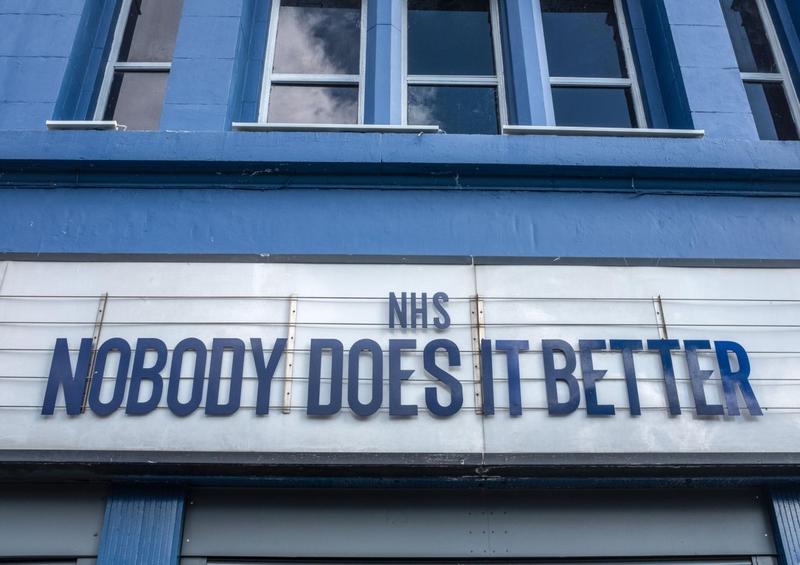 NHS
NOBODY DOES IT BETTER